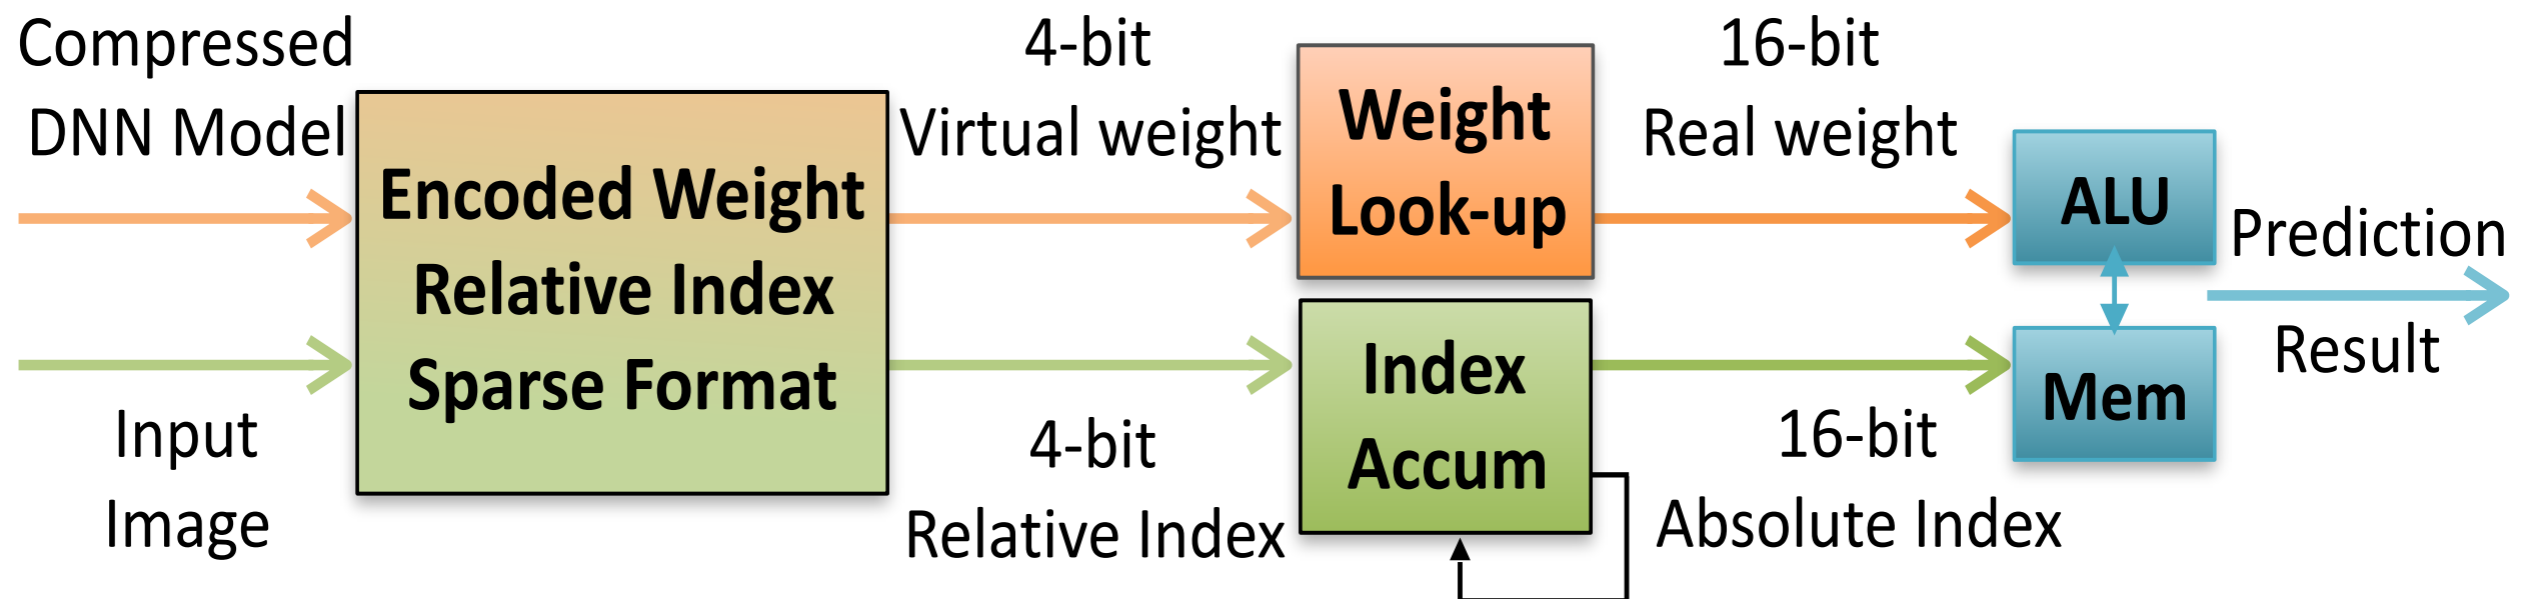 Compressed
DNN Model
Input
Image
Encoded Weight
Relative Index
Sparse Format
4-bit
Virtual weight
4-bit
Relative Index
Weight
Look-up
Index
Accum
16-bit
Real weight
16-bit
Absolute Index
ALU
Mem
Prediction
Result